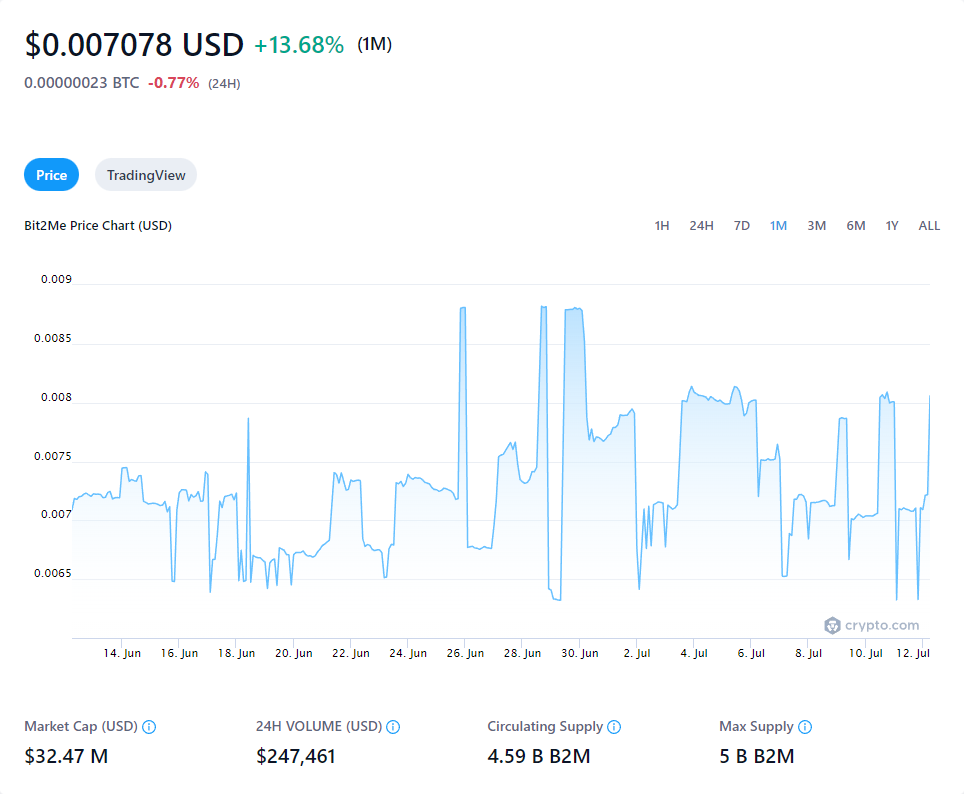 $0.007078 USD +13.68% (1M)
0.00000023 BTC -0.77% (24H)
Price TradingView
Bit2Me Price Chart (USD) 1H 24H 7D 1M 3M 6M 1Y ALL
0.009
0.0085
0.008
0.0075
0.007
0.0065
crypto.com
14. Jun 16. Jun 18. Jun 20. Jun 22. Jun 24. Jun 26. Jun 28. Jun 30. Jun 2. Jul 4. Jul 6. Jul 8. Jul 10. Jul 12. Jul
Market Cap (USD) 24H VOLUME (USD) Circulating Supply Max Supply
$32.47 M $247,461 4.59 B B2M 5 B B2M